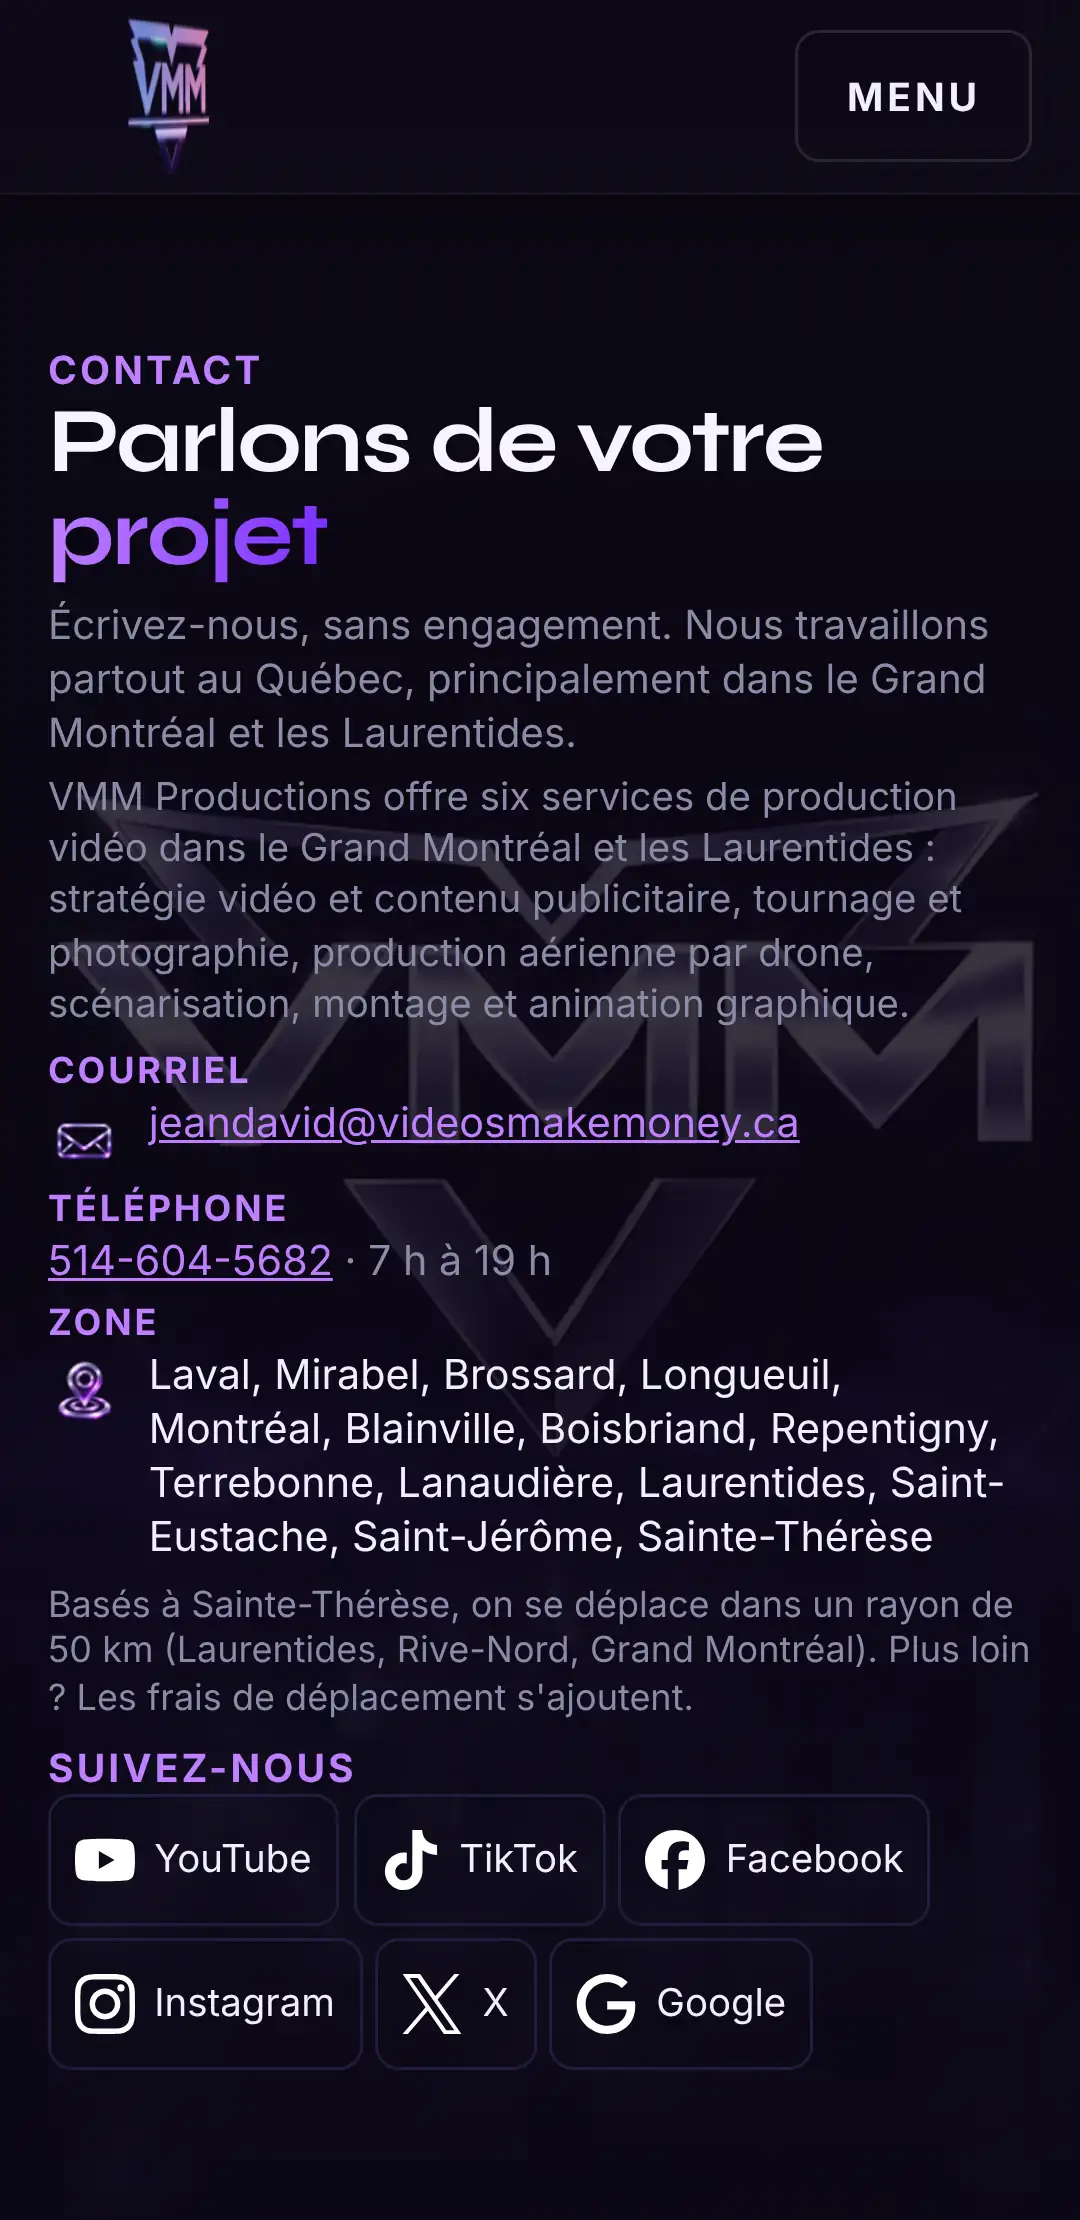 VMM
MENU
CONTACT
Parlons de votre
projet
Écrivez-nous, sans engagement. Nous travaillons
partout au Québec, principalement dans le Grand
Montréal et les Laurentides.
VMM Productions offre six services de production
vidéo dans le Grand Montréal et les Laurentides :
stratégie vidéo et contenu publicitaire, tournage et
photographie, production aérienne par drone,
scénarisation, montage et animation graphique.
VMM
COURRIEL
jeandavid@videosmakemoney.ca
TÉLÉPHONE
514-604-5682 · 7 h à 19 h
ZONE
Laval, Mirabel, Brossard, Longueuil,
Montréal, Blainville, Boisbriand, Repentigny,
Terrebonne, Lanaudière, Laurentides, Saint-
Eustache, Saint-Jérôme, Sainte-Thérèse
Basés à Sainte-Thérèse, on se déplace dans un rayon de
50 km (Laurentides, Rive-Nord, Grand Montréal). Plus loin
? Les frais de déplacement s'ajoutent.
SUIVEZ-NOUS
YouTube
TikTok
Facebook
Instagram
X
Google